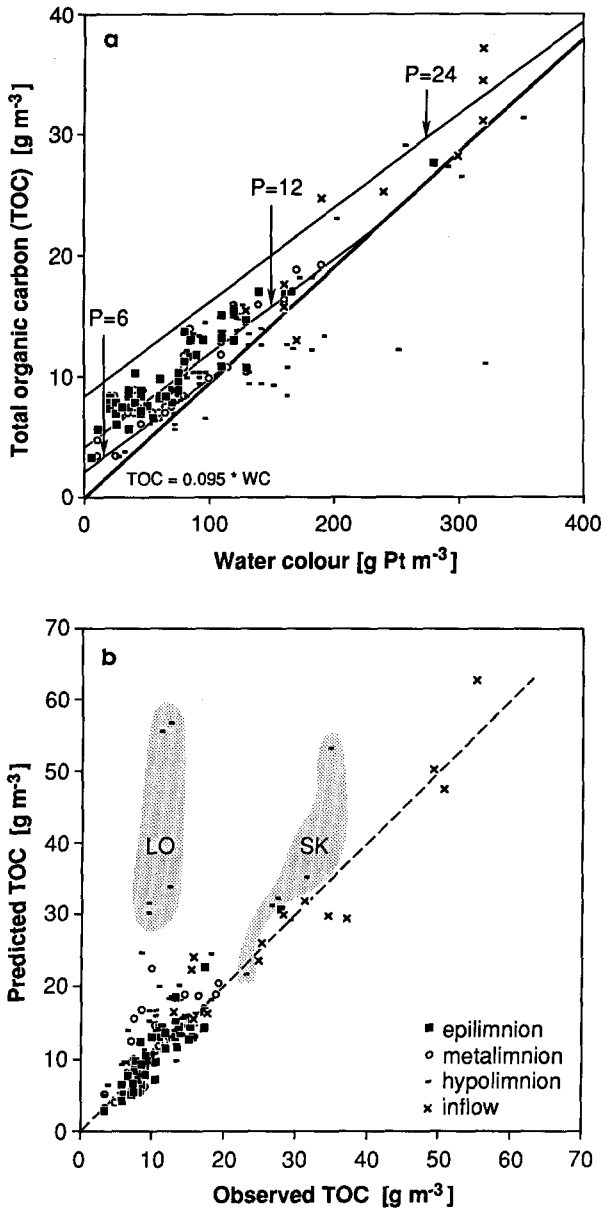 a
Total organic carbon (TOC) [g m-3]
40
30
20
10
0
P=24
P=12
P=6
TOC = 0.095 * WC
0 100 200 300 400
Water colour [g Pt m-3]
b
Predicted TOC [g m-3]
70
60
50
40
30
20
10
0
LO
SK
epilimnion
metalimnion
hypolimnion
inflow
0 10 20 30 40 50 60 70
Observed TOC [g m-3]